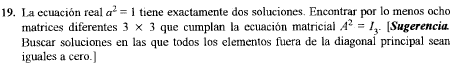 19. La ecuación real a² = 1 tiene exactamente dos soluciones. Encontrar por lo menos ocho
matrices diferentes 3 × 3 que cumplan la ecuación matricial A² = I₃. [Sugerencia.
Buscar soluciones en las que todos los elementos fuera de la diagonal principal sean
iguales a cero.]